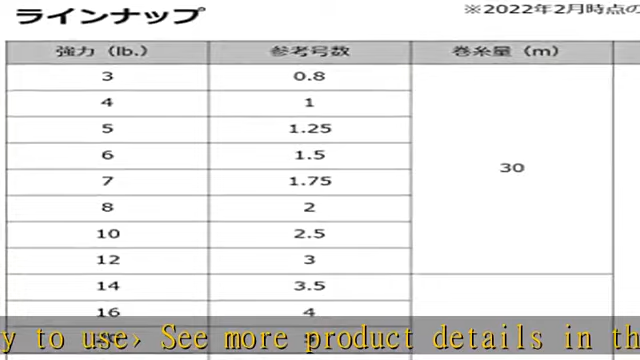 ラインナップ
※2022年2月時点の
強力（lb.） 参考号数 巻糸量（m）
3 0.8
4 1
5 1.25
6 1.5
7 1.75 30
8 2
10 2.5
12 3
14 3.5
16 4
y to use› See more product details in th